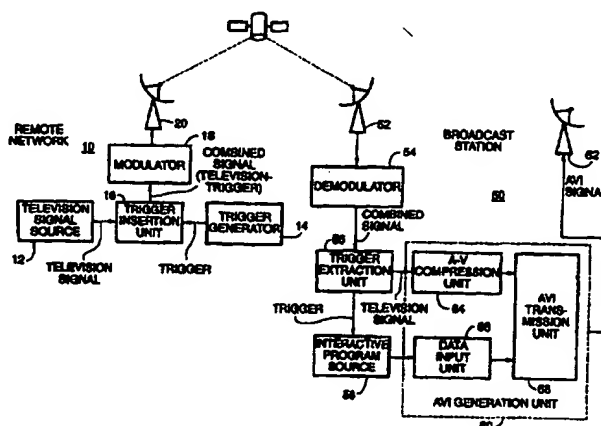 REMOTE
NETWORK
10
20
18
MODULATOR
COMBINED
SIGNAL
(TELEVISION-
TRIGGER)
16
TELEVISION
SIGNAL
SOURCE
12
TELEVISION
SIGNAL
TRIGGER
INSERTION
UNIT
TRIGGER
TRIGGER
GENERATOR
14
52
BROADCAST
STATION
54
DEMODULATOR
COMBINED
SIGNAL
TRIGGER
EXTRACTION
UNIT
TELEVISION
SIGNAL
TRIGGER
INTERACTIVE
PROGRAM
SOURCE
58
A-V
COMPRESSION
UNIT
64
66
DATA
INPUT
UNIT
AVI
TRANS-
MISSION
UNIT
68
AVI GENERATION UNIT
60
62
AVI
SIGNAL